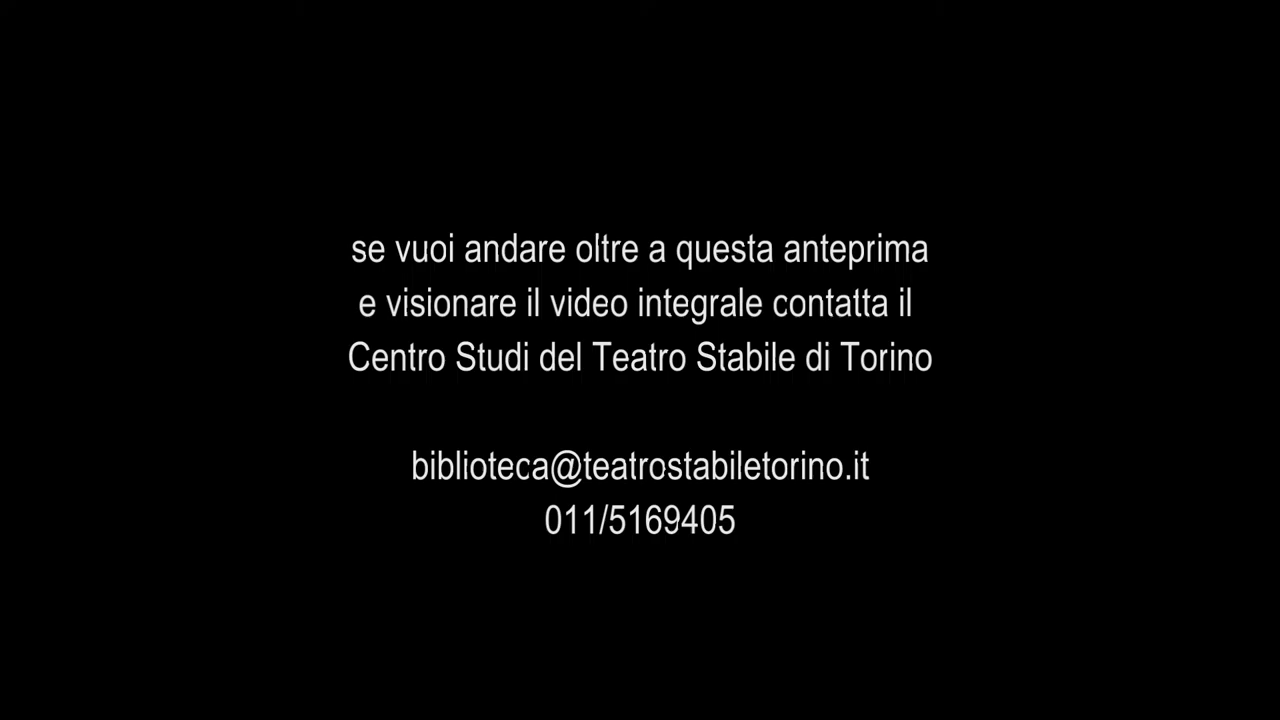 se vuoi andare oltre a questa anteprima
e visionare il video integrale contatta il
Centro Studi del Teatro Stabile di Torino
biblioteca@teatrostabiletorino.it
011/5169405